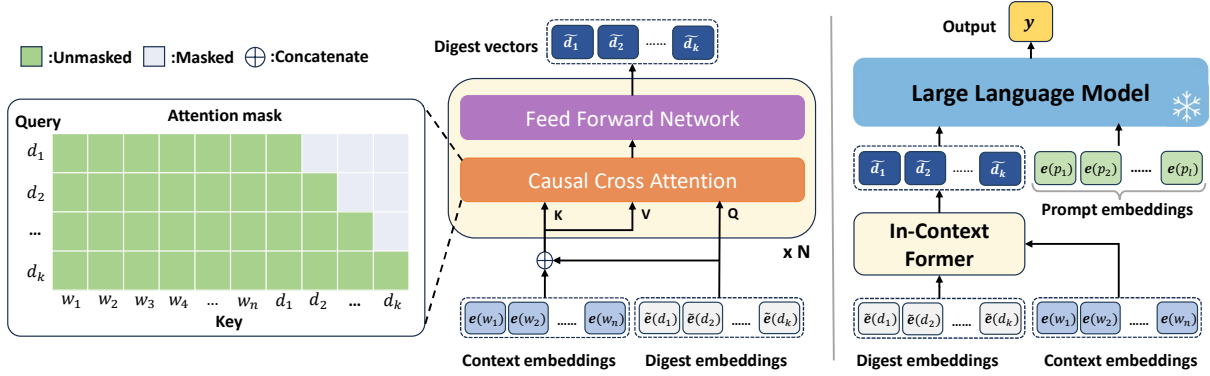 :Unmasked :Masked :Concatenate
Attention mask
Query
d₁
d₂
...
dₖ
w₁ w₂ w₃ w₄ ... wₙ d₁ d₂ ... dₖ
Key
Digest vectors
d̃₁ d̃₂ ...... d̃ₖ
Feed Forward Network
Causal Cross Attention
K V Q
x N
e(w₁) e(w₂) ...... e(wₙ) ẽ(d₁) ẽ(d₂) ...... ẽ(dₖ)
Context embeddings Digest embeddings
Output y
Large Language Model
d̃₁ d̃₂ ...... d̃ₖ e(p₁) e(p₂) ...... e(pₗ)
Prompt embeddings
In-Context
Former
ẽ(d₁) ẽ(d₂) ...... ẽ(dₖ) e(w₁) e(w₂) ...... e(wₙ)
Digest embeddings Context embeddings